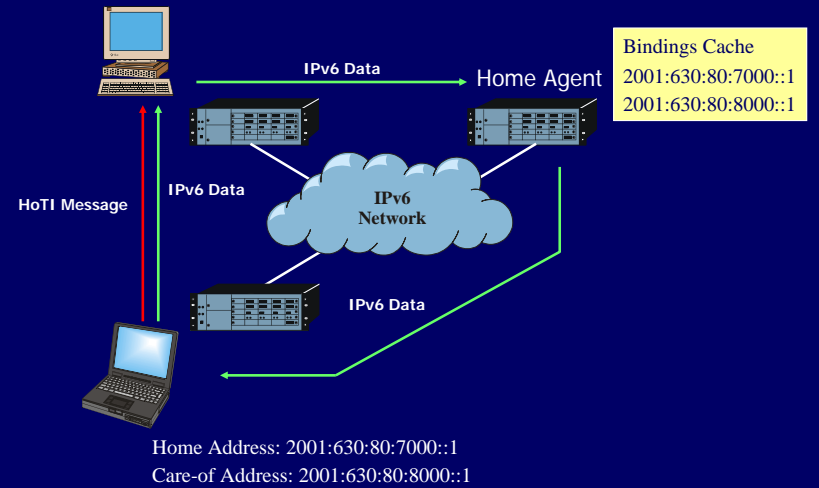 IPv6 Data
Home Agent
Bindings Cache
2001:630:80:7000::1
2001:630:80:8000::1
HoTI Message
IPv6 Data
IPv6
Network
IPv6 Data
Home Address: 2001:630:80:7000::1
Care-of Address: 2001:630:80:8000::1